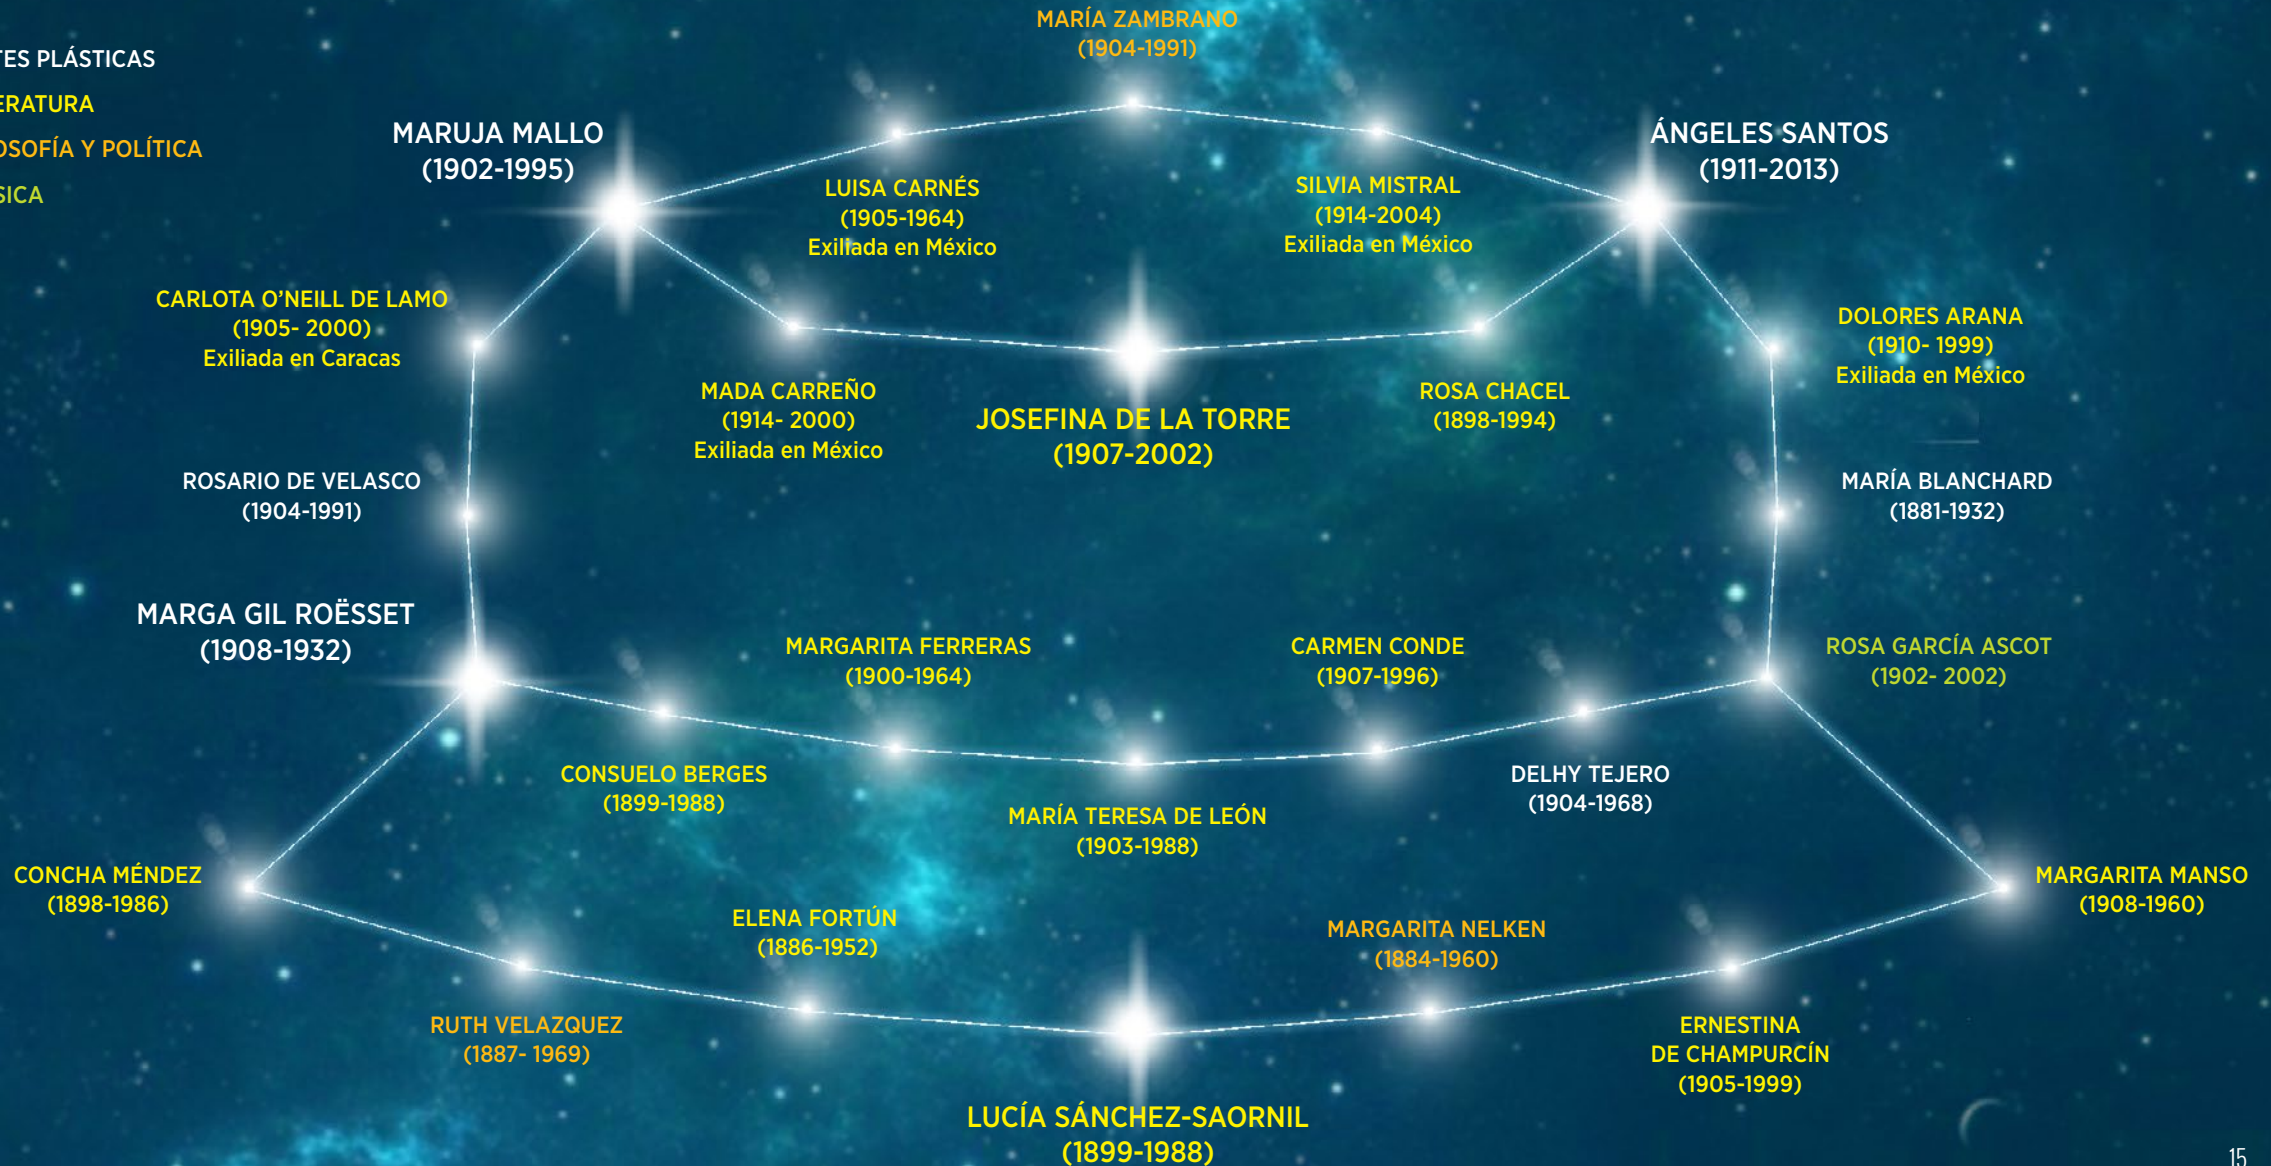 TES PLÁSTICAS
ERATURA
OSOFÍA Y POLÍTICA
SICA
MARÍA ZAMBRANO
(1904-1991)
MARUJA MALLO
(1902-1995)
ÁNGELES SANTOS
(1911-2013)
LUISA CARNÉS
(1905-1964)
Exiliada en México
SILVIA MISTRAL
(1914-2004)
Exiliada en México
CARLOTA O'NEILL DE LAMO
(1905- 2000)
Exiliada en Caracas
DOLORES ARANA
(1910- 1999)
Exiliada en México
MADA CARREÑO
(1914- 2000)
Exiliada en México
JOSEFINA DE LA TORRE
(1907-2002)
ROSA CHACEL
(1898-1994)
ROSARIO DE VELASCO
(1904-1991)
MARÍA BLANCHARD
(1881-1932)
MARGA GIL ROËSSET
(1908-1932)
MARGARITA FERRERAS
(1900-1964)
CARMEN CONDE
(1907-1996)
ROSA GARCÍA ASCOT
(1902- 2002)
CONSUELO BERGES
(1899-1988)
MARÍA TERESA DE LEÓN
(1903-1988)
DELHY TEJERO
(1904-1968)
CONCHA MÉNDEZ
(1898-1986)
MARGARITA MANSO
(1908-1960)
ELENA FORTÚN
(1886-1952)
MARGARITA NELKEN
(1884-1960)
RUTH VELAZQUEZ
(1887- 1969)
ERNESTINA
DE CHAMPURCÍN
(1905-1999)
LUCÍA SÁNCHEZ-SAORNIL
(1899-1988)
15